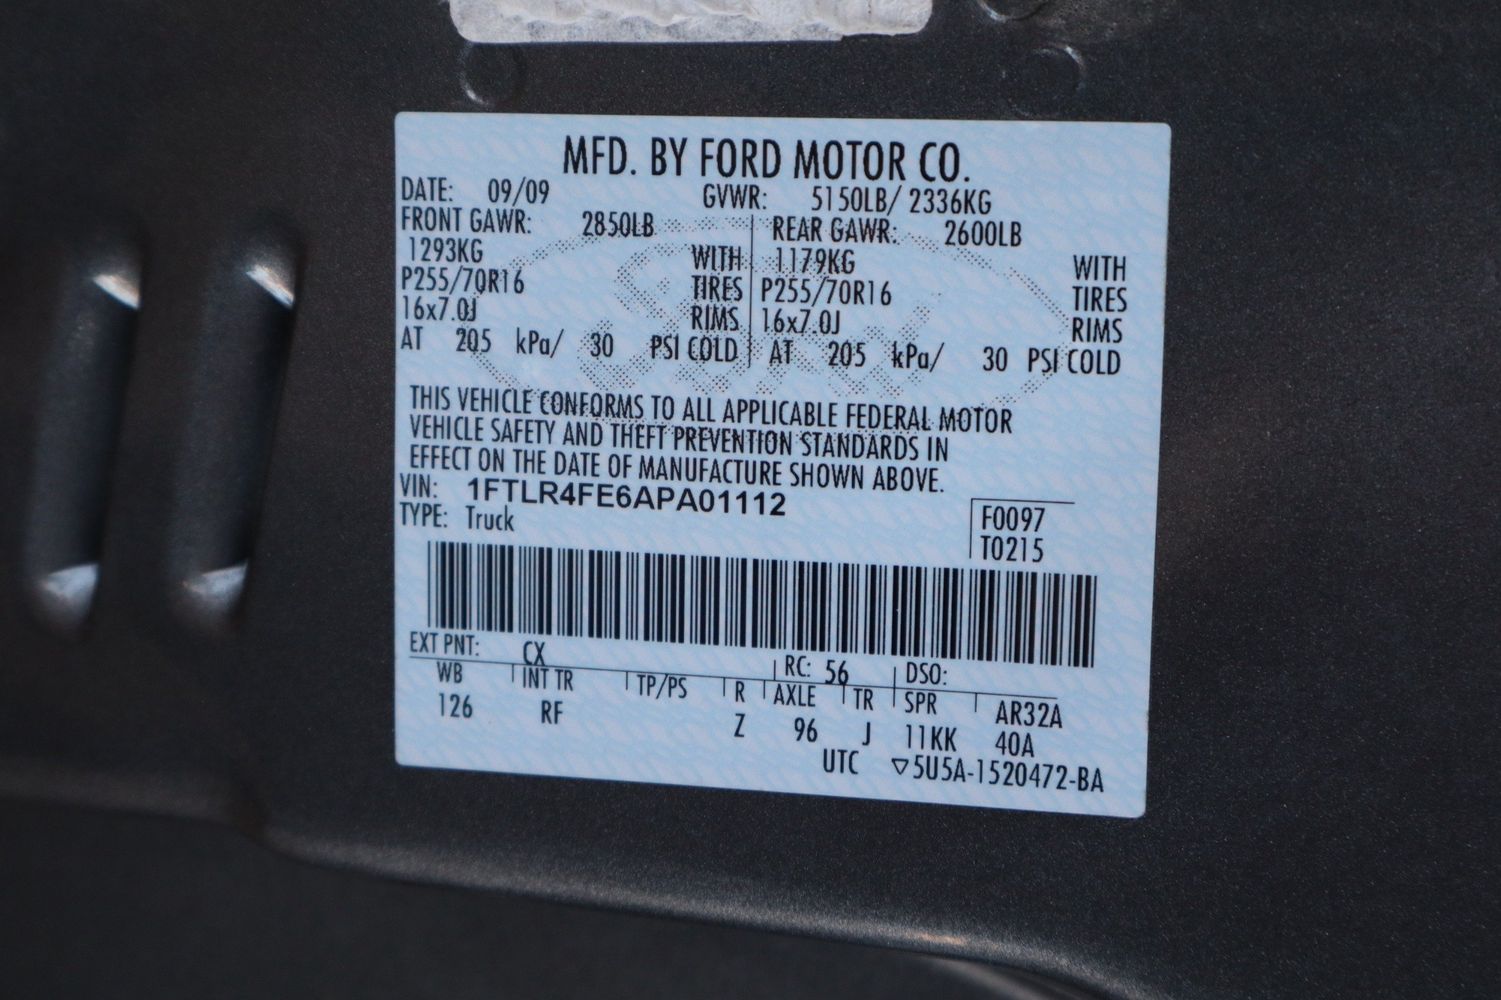 MFD. BY FORD MOTOR CO.
DATE: 09/09 GVWR: 5150LB/ 2336KG
FRONT GAWR: 2850LB REAR GAWR: 2600LB
1293KG WITH 1179KG WITH
P255/70R16 TIRES P255/70R16 TIRES
16x7.0J RIMS 16x7.0J RIMS
AT 205 kPa/ 30 PSI COLD AT 205 kPa/ 30 PSI COLD
THIS VEHICLE CONFORMS TO ALL APPLICABLE FEDERAL MOTOR
VEHICLE SAFETY AND THEFT PREVENTION STANDARDS IN
EFFECT ON THE DATE OF MANUFACTURE SHOWN ABOVE.
VIN: 1FTLR4FE6APA01112
TYPE: Truck
F0097
T0215
EXT PNT: CX RC: 56 DSO:
WB INT TR TP/PS R AXLE TR SPR AR32A
126 RF Z 96 J 11KK 40A
UTC ▽5U5A-1520472-BA